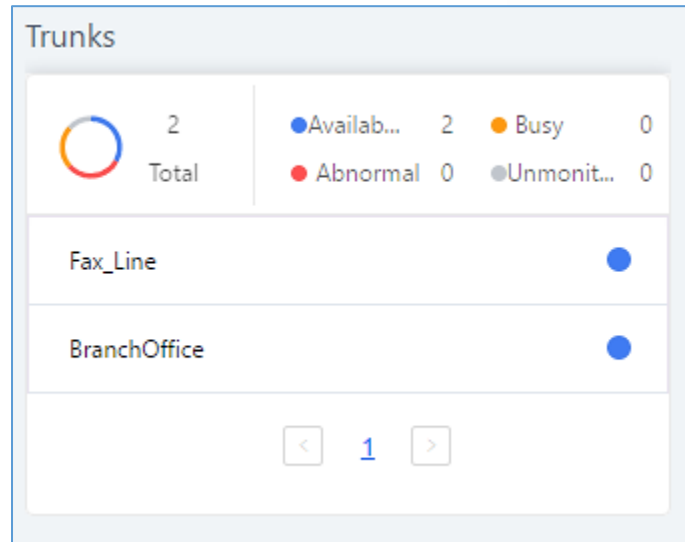 Trunks
2
Total
Availab... 2
Busy 0
Abnormal 0
Unmonit... 0
Fax_Line
BranchOffice
< 1 >